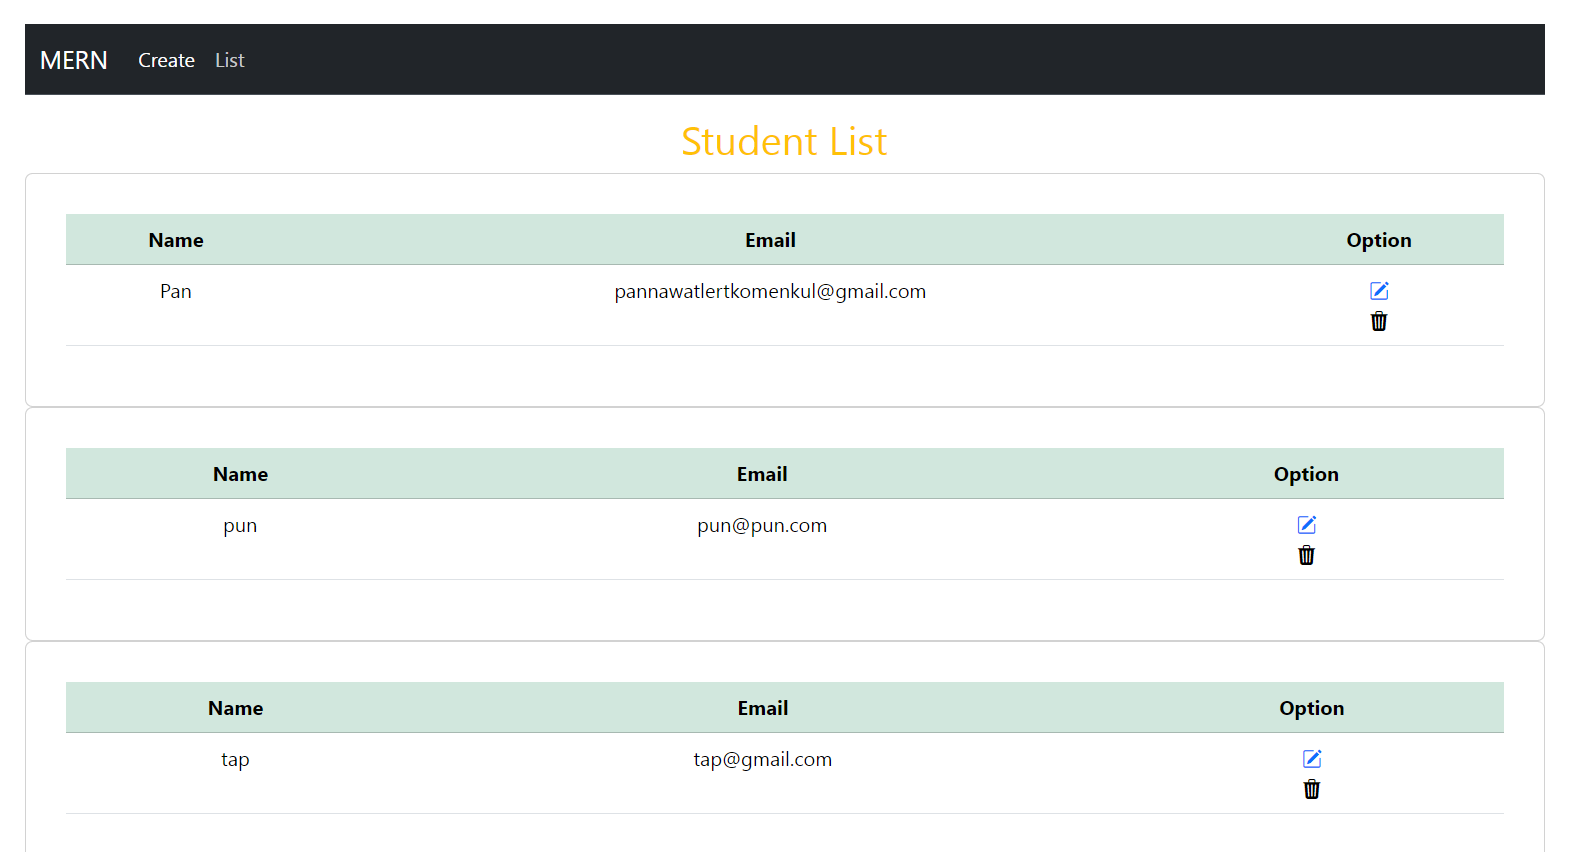 MERN Create List
Student List
Name Email Option
Pan pannawatlertkomenkul@gmail.com
Name Email Option
pun pun@pun.com
Name Email Option
tap tap@gmail.com